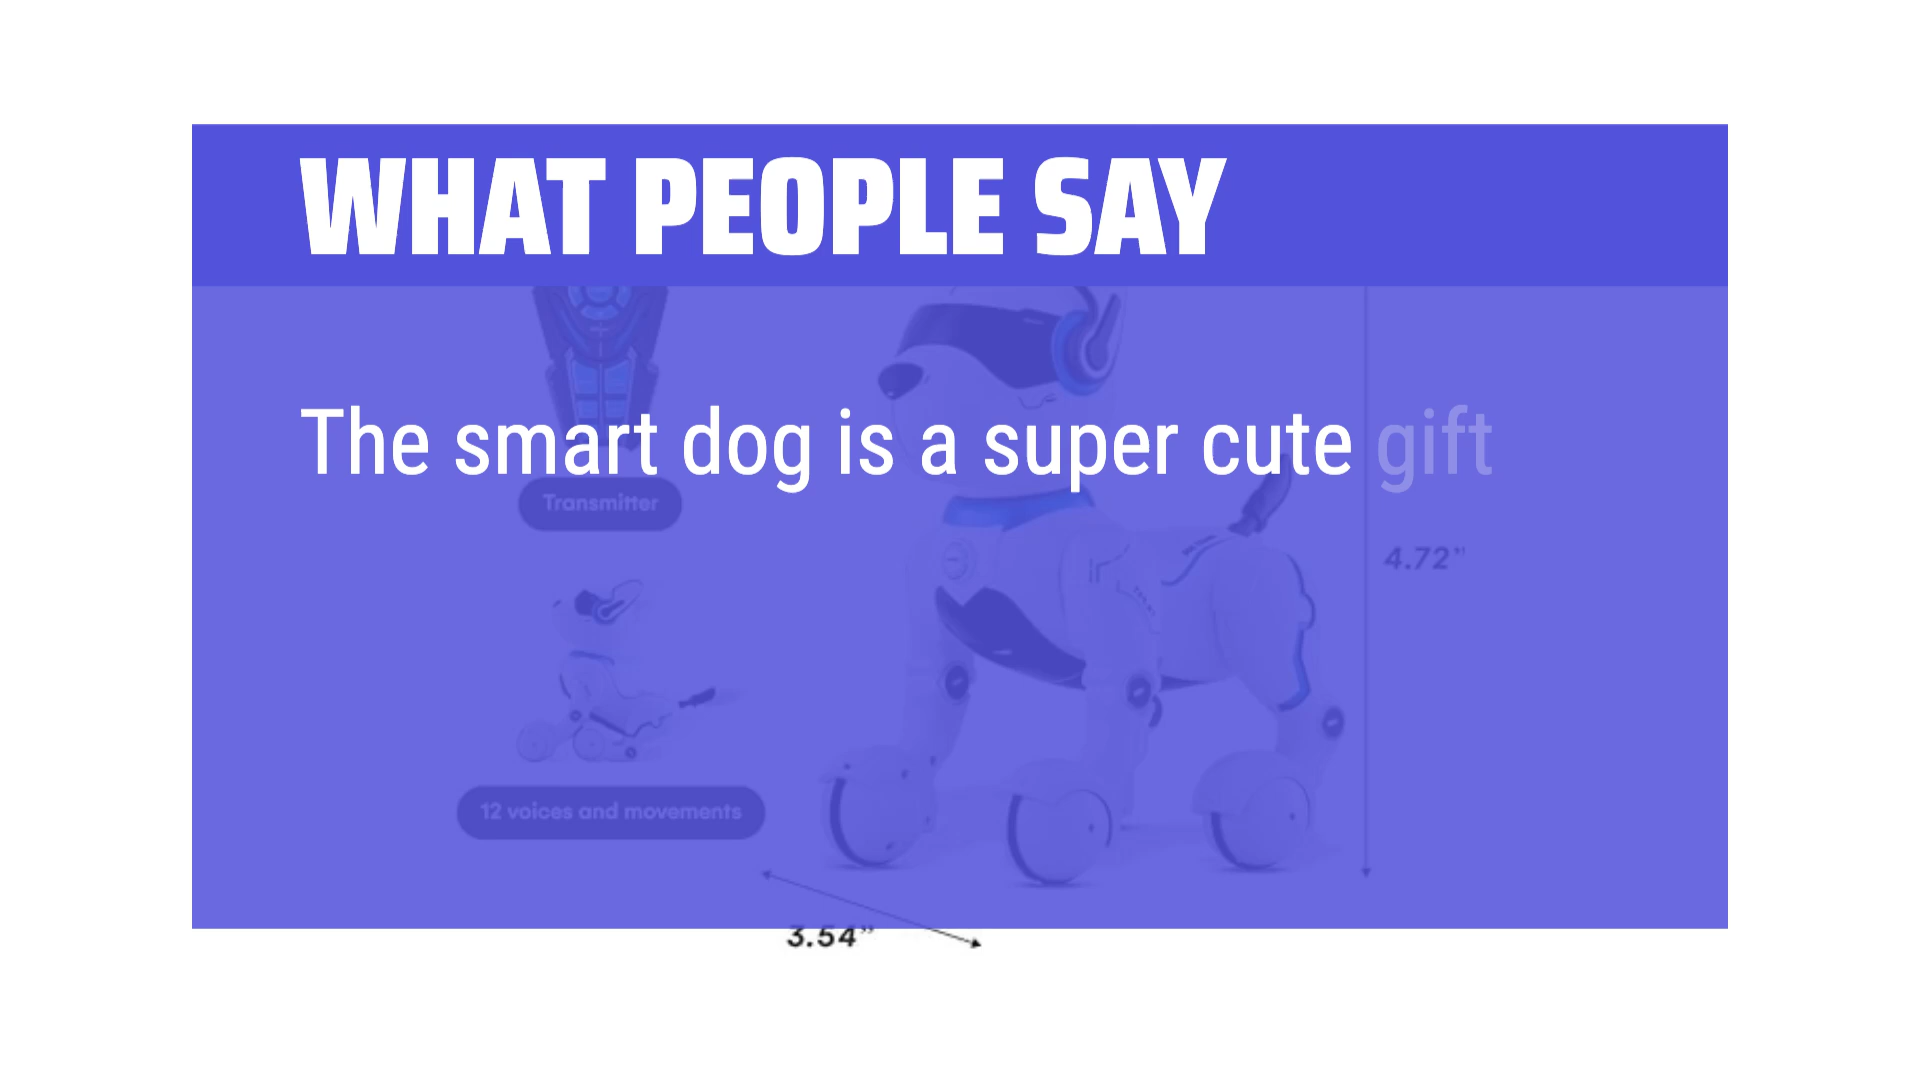 WHAT PEOPLE SAY
The smart dog is a super cute gift
Transmitter
4.72"
12 voices and movements
3.54"